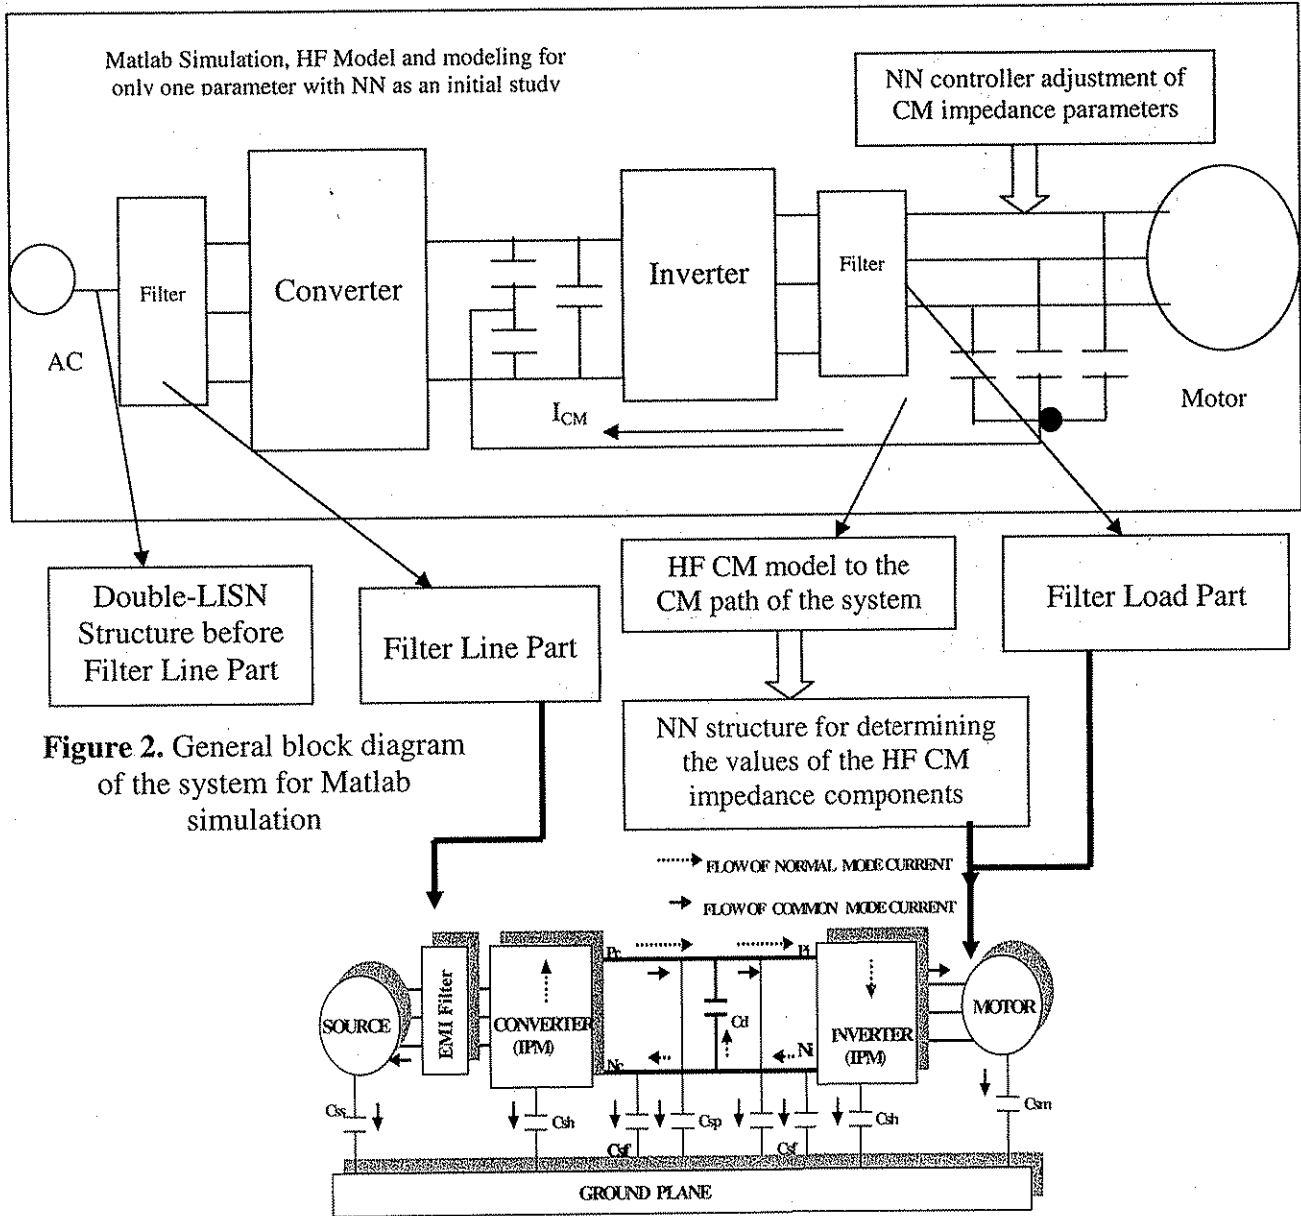 Matlab Simulation, HF Model and modeling for
only one parameter with NN as an initial study
NN controller adjustment of
CM impedance parameters
Filter
Converter
Inverter
Filter
AC
Motor
I_CM
Double-LISN
Structure before
Filter Line Part
Filter Line Part
HF CM model to the
CM path of the system
Filter Load Part
NN structure for determining
the values of the HF CM
impedance components
Figure 2. General block diagram
of the system for Matlab
simulation
FLOW OF NORMAL MODE CURRENT
FLOW OF COMMON MODE CURRENT
Pc
Pi
SOURCE
EMI Filter
CONVERTER
(IPM)
Cd
INVERTER
(IPM)
MOTOR
Nc
Ni
Css
Csh
Csf
Csp
Csf
Csh
Csm
GROUND PLANE